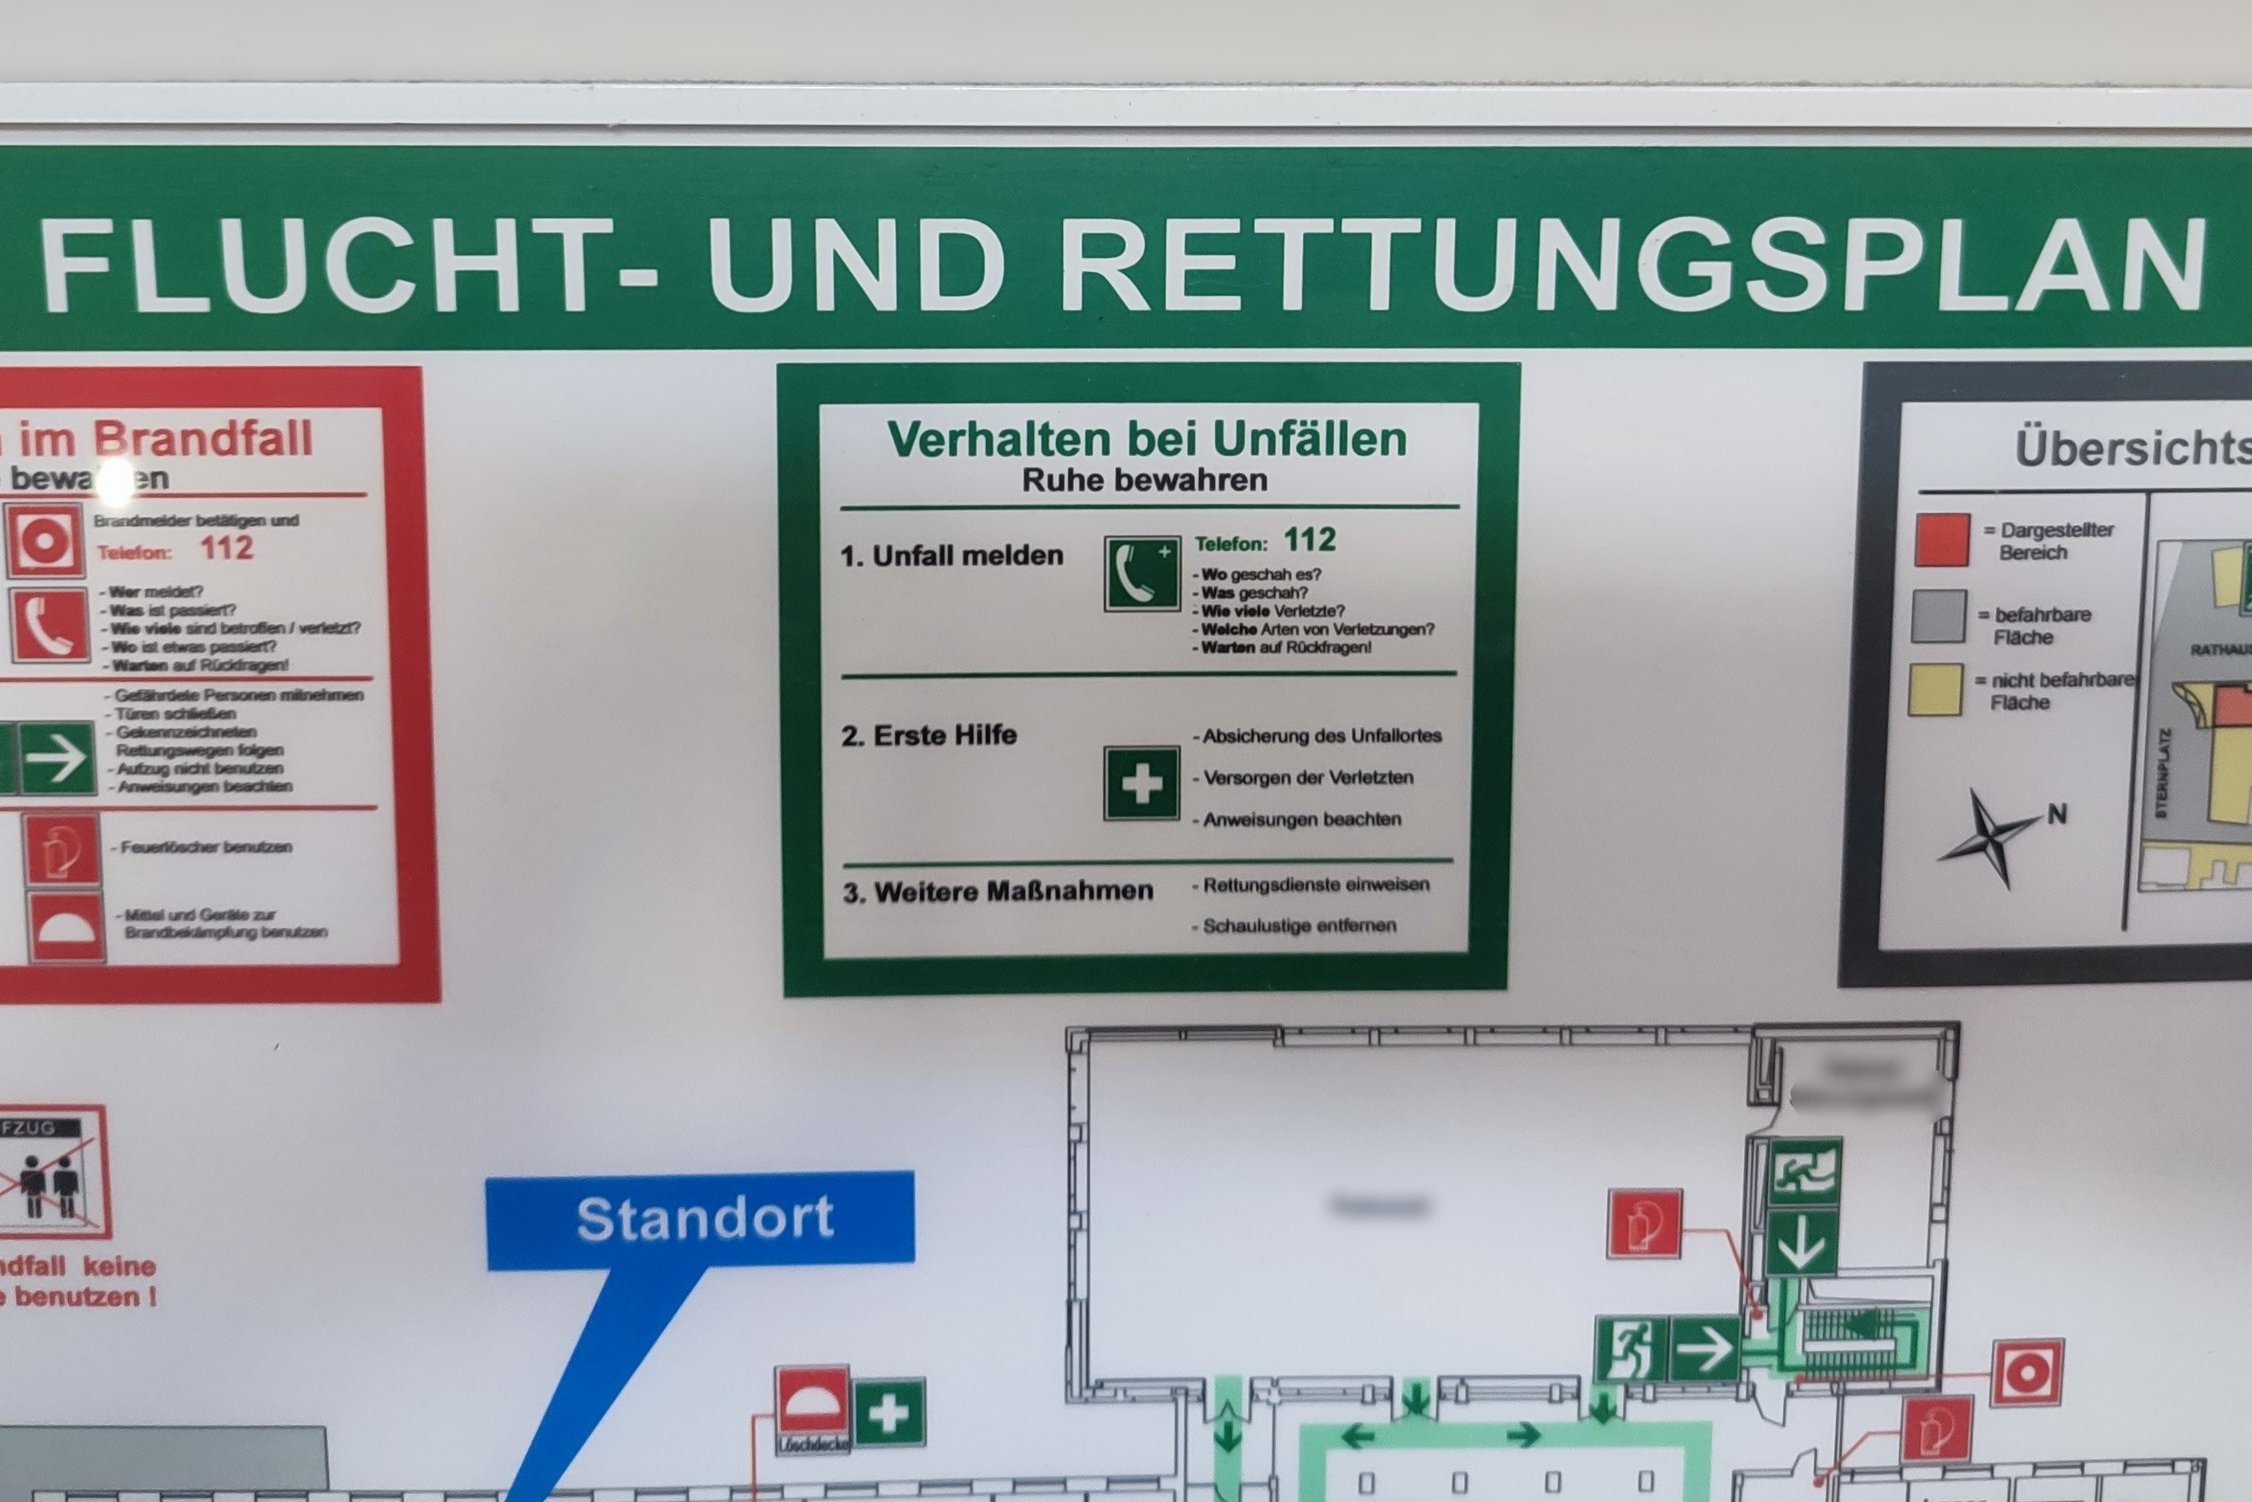 FLUCHT- UND RETTUNGSPLAN
im Brandfall
Brandmelder betätigen und
Telefon: 112
- Wer meldet?
- Was ist passiert?
- Wie viele sind betroffen / verletzt?
- Wo ist etwas passiert?
- Warten auf Rückfragen!
- Gefährdete Personen mitnehmen
- Türen schließen
- Gekennzeichneten
Rettungswegen folgen
- Aufzug nicht benutzen
- Anweisungen beachten
- Feuerlöscher benutzen
- Mittel und Geräte zur
Brandbekämpfung benutzen
Verhalten bei Unfällen
Ruhe bewahren
1. Unfall melden
Telefon: 112
- Wo geschah es?
- Was geschah?
- Wie viele Verletzte?
- Welche Arten von Verletzungen?
- Warten auf Rückfragen!
2. Erste Hilfe
- Absicherung des Unfallortes
- Versorgen der Verletzten
- Anweisungen beachten
3. Weitere Maßnahmen
- Rettungsdienste einweisen
- Schaulustige entfernen
Übersichts
= Dargestellter
Bereich
= befahrbare
Fläche
= nicht befahrbare
Fläche
N
RATHAUS
STERNPLATZ
FZUG
ndfall keine
benutzen !
Standort
Löschdecke